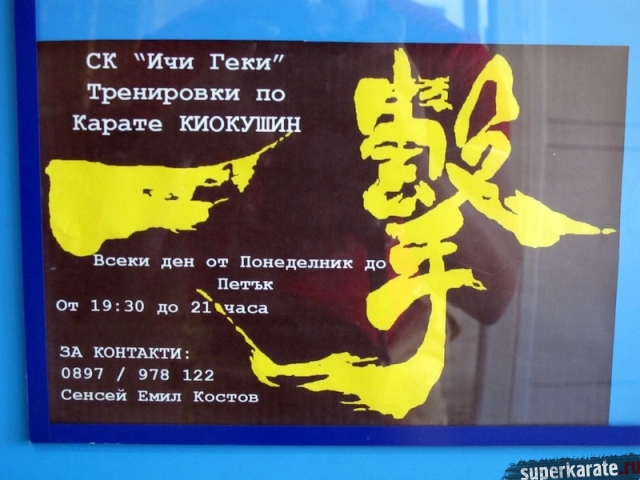 СК “Ичи Геки”
Тренировки по
Карате КИОКУШИН
一撃
Всеки ден от Понеделник до
Петък
От 19:30 до 21 часа
ЗА КОНТАКТИ:
0897 / 978 122
Сенсей Емил Костов
superkarate.ru